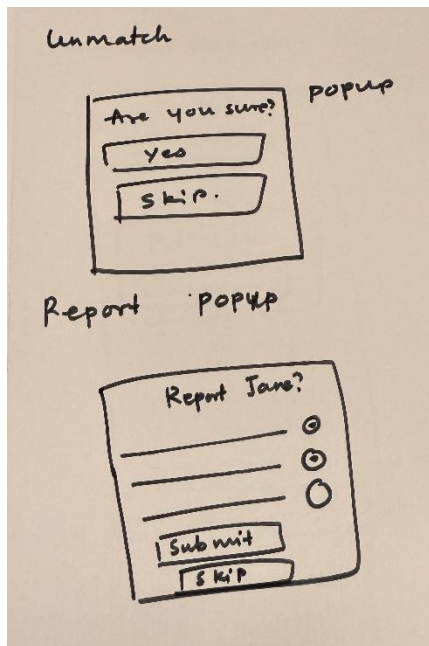 Unmatch
popup
Are you sure?
Yes
Skip.
Report popup
Report Jane?
Submit
Skip